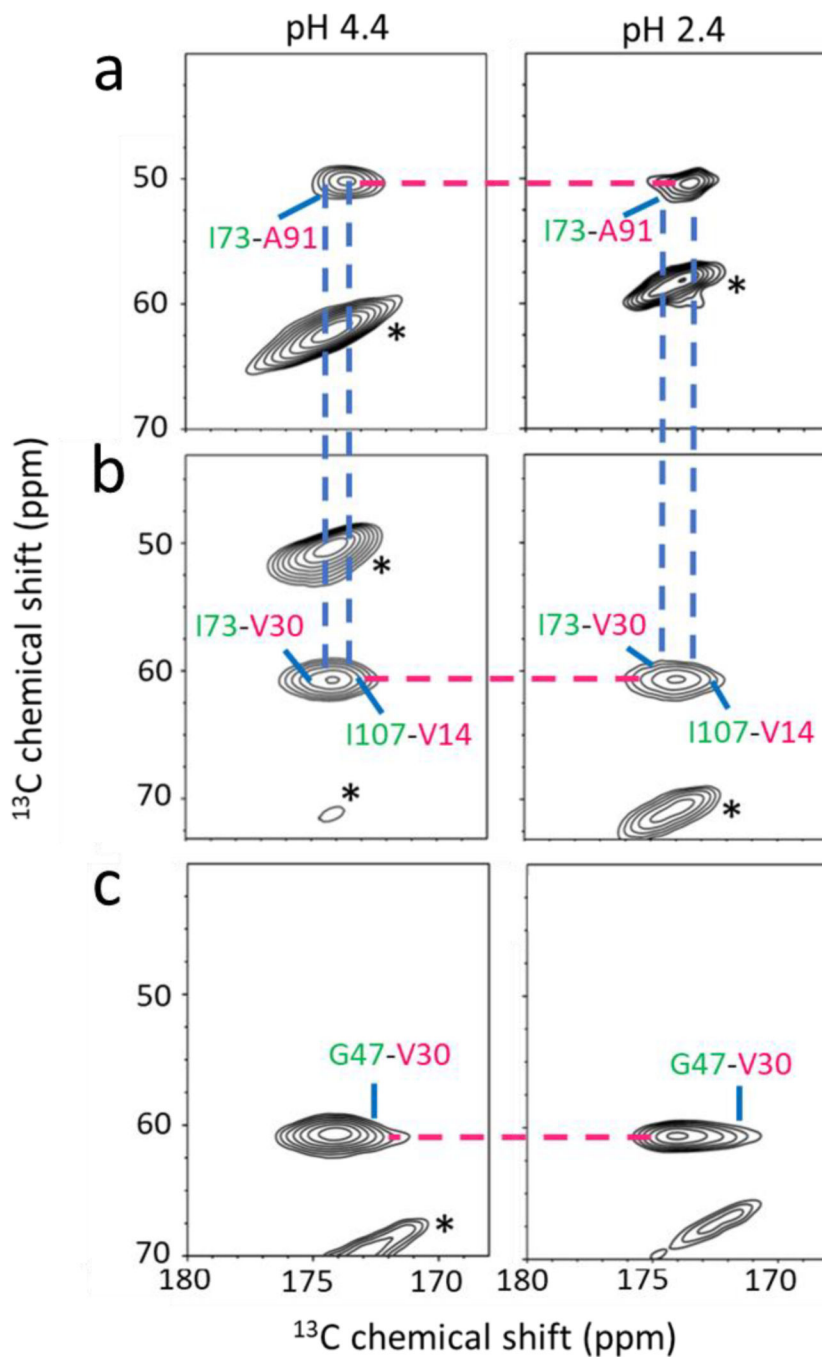 pH 4.4 pH 2.4
a
50
I73-A91 I73-A91
60
* *
70
b
50
*
I73-V30 I73-V30
60
I107-V14 I107-V14
70
* *
c
50
G47-V30 G47-V30
60
*
70
180 175 170 180 175 170
¹³C chemical shift (ppm)
¹³C chemical shift (ppm)